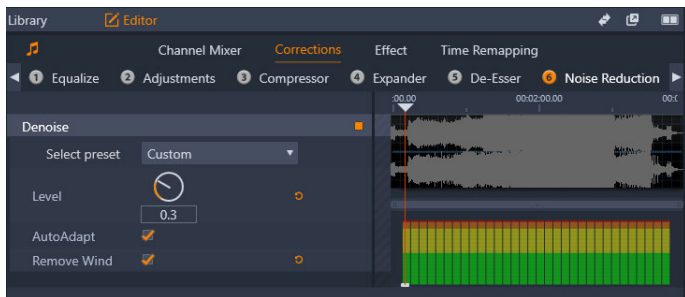 Library Editor
Channel Mixer Corrections Effect Time Remapping
1 Equalize 2 Adjustments 3 Compressor 4 Expander 5 De-Esser 6 Noise Reduction
:00.00 00:02:00.00 00:(
Denoise
Select preset Custom
Level
0.3
AutoAdapt
Remove Wind